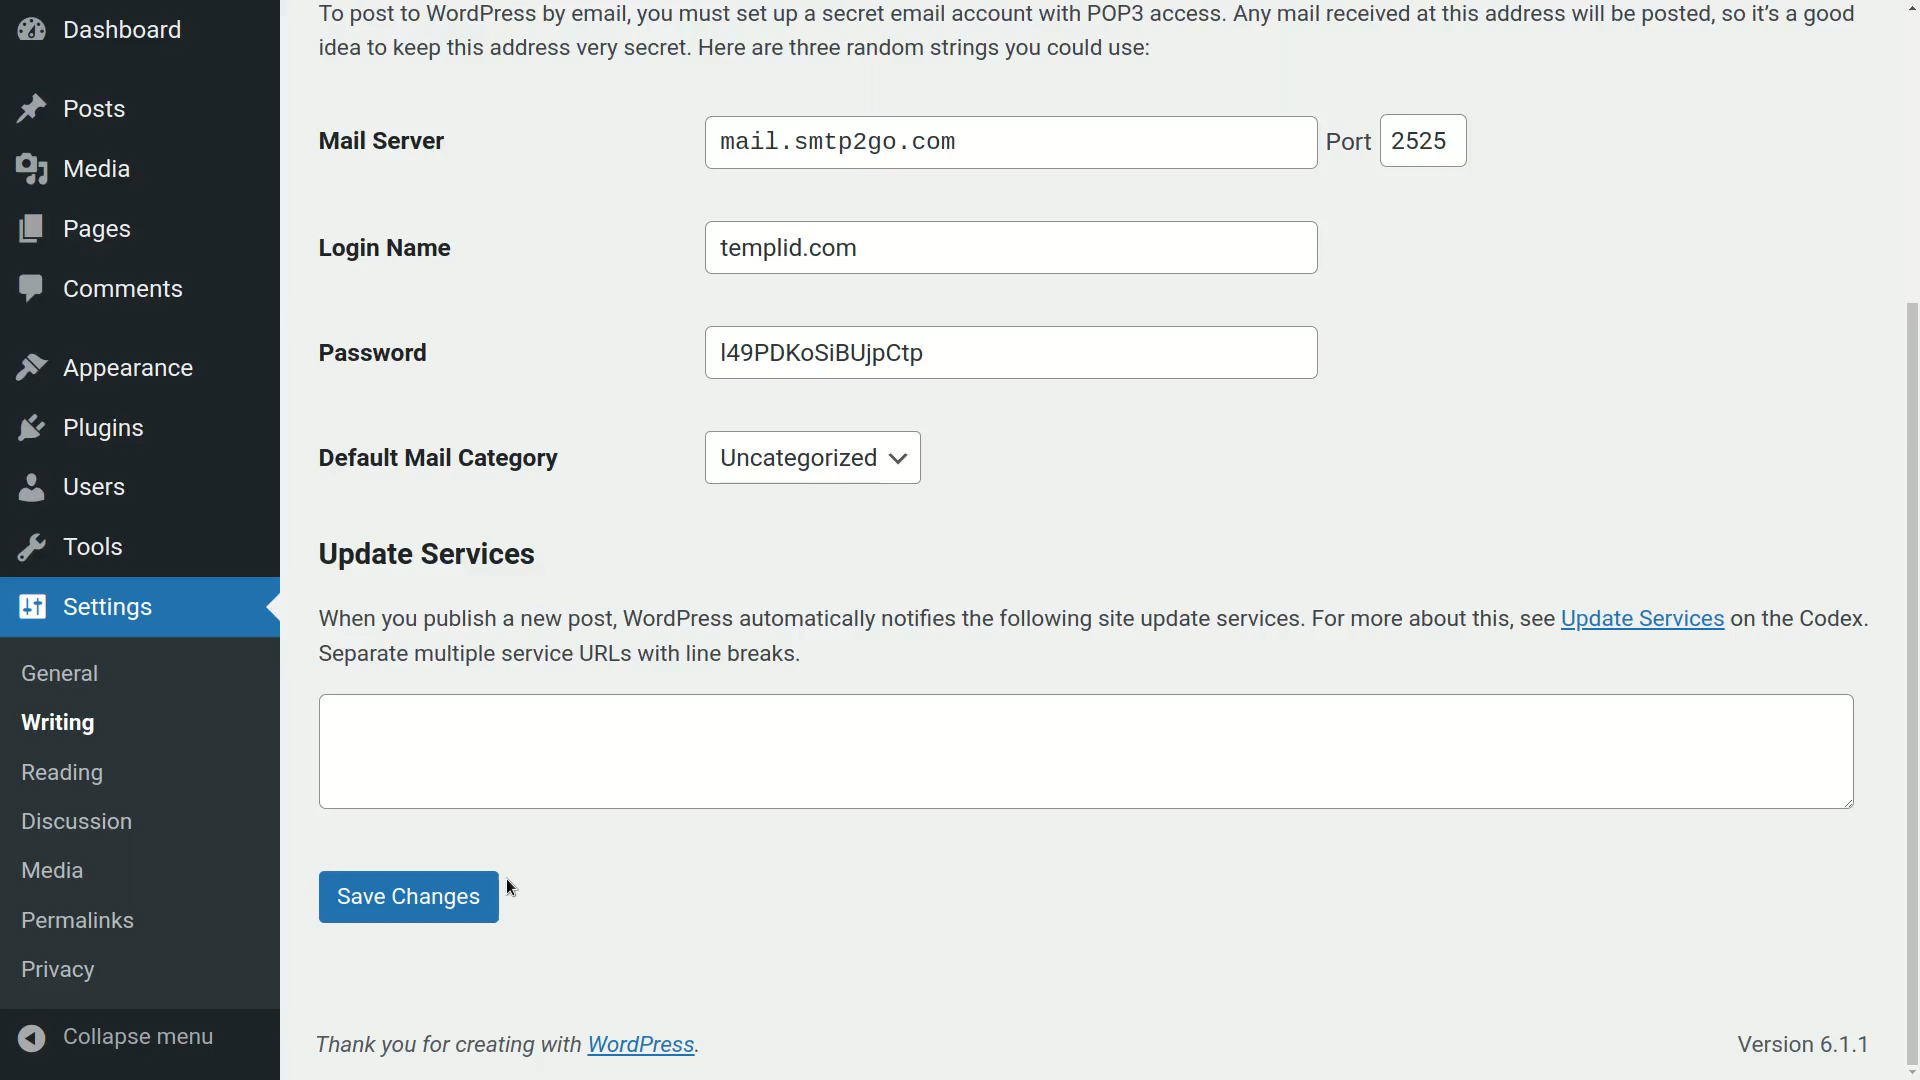 Dashboard
Posts
Media
Pages
Comments
Appearance
Plugins
Users
Tools
Settings
General
Writing
Reading
Discussion
Media
Permalinks
Privacy
Collapse menu
To post to WordPress by email, you must set up a secret email account with POP3 access. Any mail received at this address will be posted, so it’s a good
idea to keep this address very secret. Here are three random strings you could use:
Mail Server mail.smtp2go.com Port 2525
Login Name templid.com
Password l49PDKoSiBUjpCtp
Default Mail Category Uncategorized
Update Services
When you publish a new post, WordPress automatically notifies the following site update services. For more about this, see Update Services on the Codex.
Separate multiple service URLs with line breaks.
Save Changes
Thank you for creating with WordPress. Version 6.1.1